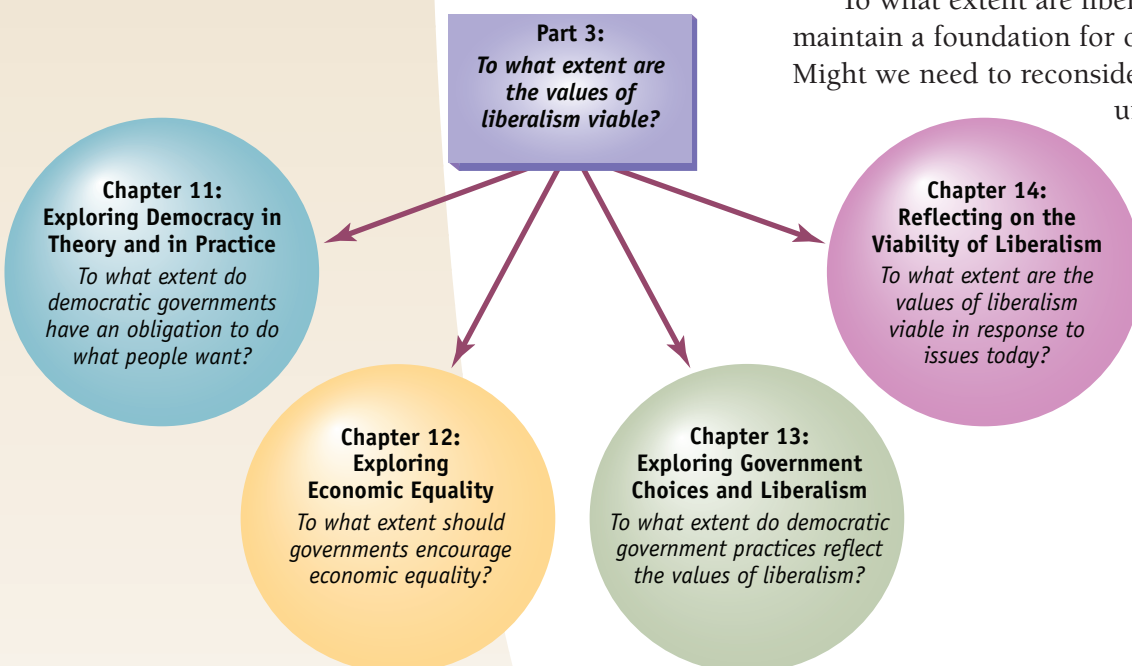 To what extent are
maintain a foundation for
Might we need to
Part 3:
To what extent are
the values of
liberalism viable?
Chapter 11:
Exploring Democracy in
Theory and in Practice
To what extent do
democratic governments
have an obligation to do
what people want?
Chapter 12:
Exploring
Economic Equality
To what extent should
governments encourage
economic equality?
Chapter 13:
Exploring Government
Choices and Liberalism
To what extent do democratic
government practices reflect
the values of liberalism?
Chapter 14:
Reflecting on the
Viability of Liberalism
To what extent are the
values of liberalism
viable in response to
issues today?